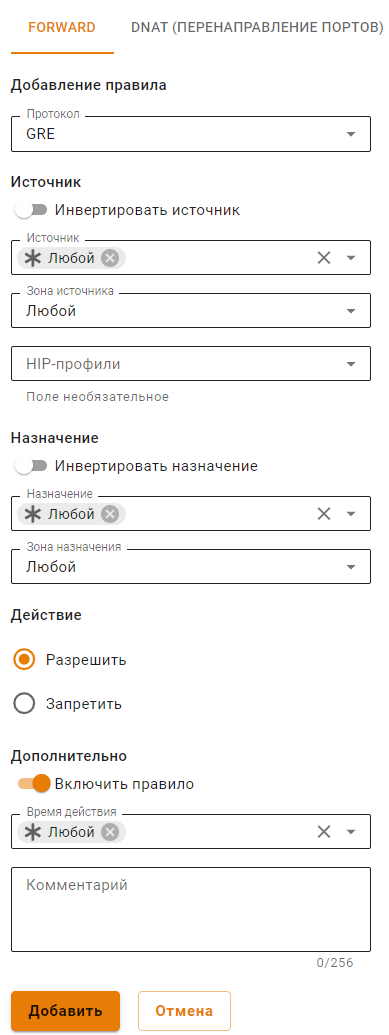 FORWARD DNAT (ПЕРЕНАПРАВЛЕНИЕ ПОРТОВ)
Добавление правила
Протокол
GRE
Источник
Инвертировать источник
Источник
Любой
Зона источника
Любой
HIP-профили
Поле необязательное
Назначение
Инвертировать назначение
Назначение
Любой
Зона назначения
Любой
Действие
Разрешить
Запретить
Дополнительно
Включить правило
Время действия
Любой
Комментарий
0/256
Добавить Отмена